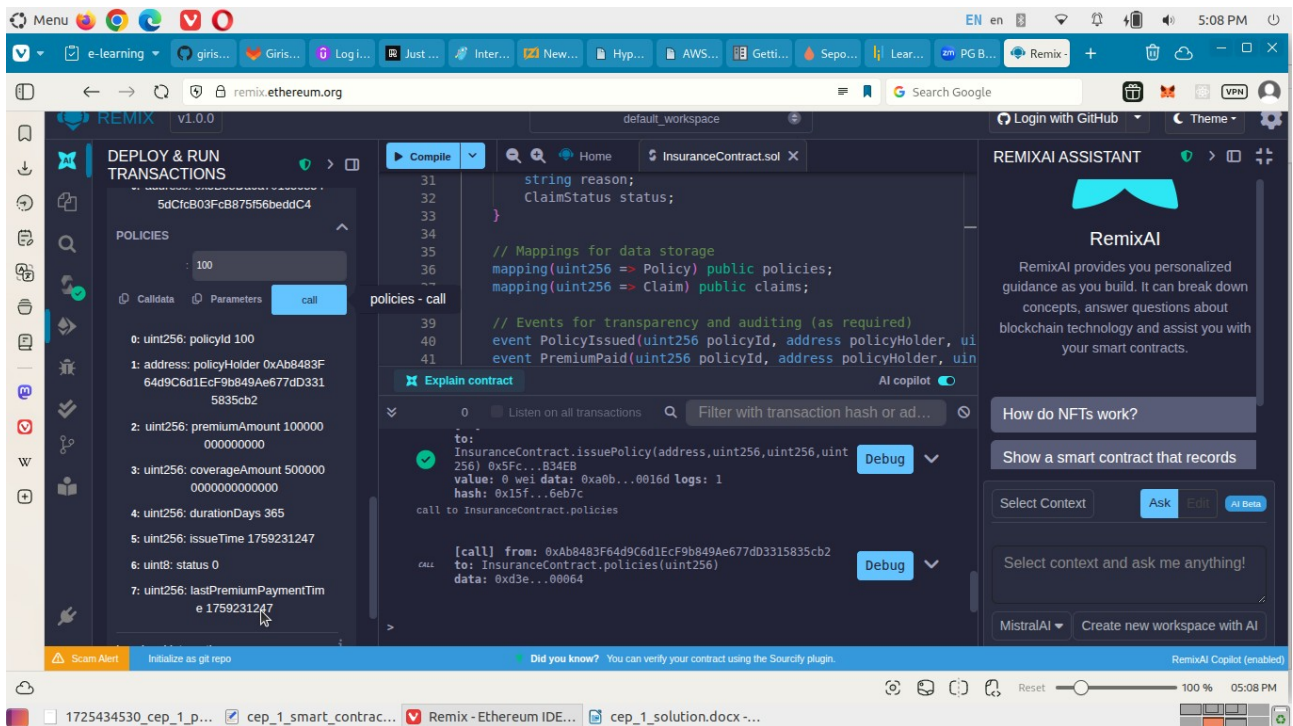 Menu
EN en
5:08 PM
e-learning
giris...
Giris...
Log i...
Just ...
Inter...
New...
Hyp...
AWS...
Getti...
Sepo...
Lear...
PG B...
Remix -
remix.ethereum.org
Search Google
VPN
REMIX v1.0.0
default_workspace
Login with GitHub
Theme
DEPLOY & RUN
TRANSACTIONS
5dCfcB03FcB875f56beddC4
POLICIES
: 100
Calldata
Parameters
call
policies - call
0: uint256: policyId 100
1: address: policyHolder 0xAb8483F
64d9C6d1EcF9b849Ae677dD331
5835cb2
2: uint256: premiumAmount 100000
000000000
3: uint256: coverageAmount 500000
0000000000000
4: uint256: durationDays 365
5: uint256: issueTime 1759231247
6: uint8: status 0
7: uint256: lastPremiumPaymentTim
e 1759231247
Compile
Home
InsuranceContract.sol
31 string reason;
32 ClaimStatus status;
33 }
34
35 // Mappings for data storage
36 mapping(uint256 => Policy) public policies;
mapping(uint256 => Claim) public claims;
39 // Events for transparency and auditing (as required)
40 event PolicyIssued(uint256 policyId, address policyHolder, ui
41 event PremiumPaid(uint256 policyId, address policyHolder, uin
Explain contract
AI copilot
0
Listen on all transactions
Filter with transaction hash or ad...
to:
InsuranceContract.issuePolicy(address,uint256,uint256,uint
256) 0x5Fc...B34EB
value: 0 wei data: 0xa0b...0016d logs: 1
hash: 0x15f...6eb7c
Debug
call to InsuranceContract.policies
CALL
[call] from: 0xAb8483F64d9C6d1EcF9b849Ae677dD3315835cb2
to: InsuranceContract.policies(uint256)
data: 0xd3e...00064
Debug
>
REMIXAI ASSISTANT
RemixAI
RemixAI provides you personalized
guidance as you build. It can break down
concepts, answer questions about
blockchain technology and assist you with
your smart contracts.
How do NFTs work?
Show a smart contract that records
Select Context
Ask
Edit
AI Beta
Select context and ask me anything!
MistralAI
Create new workspace with AI
Scam Alert
Initialize as git repo
Did you know? You can verify your contract using the Sourcify plugin.
RemixAI Copilot (enabled)
Reset
100 %
05:08 PM
1725434530_cep_1_p...
cep_1_smart_contrac...
Remix - Ethereum IDE...
cep_1_solution.docx -...